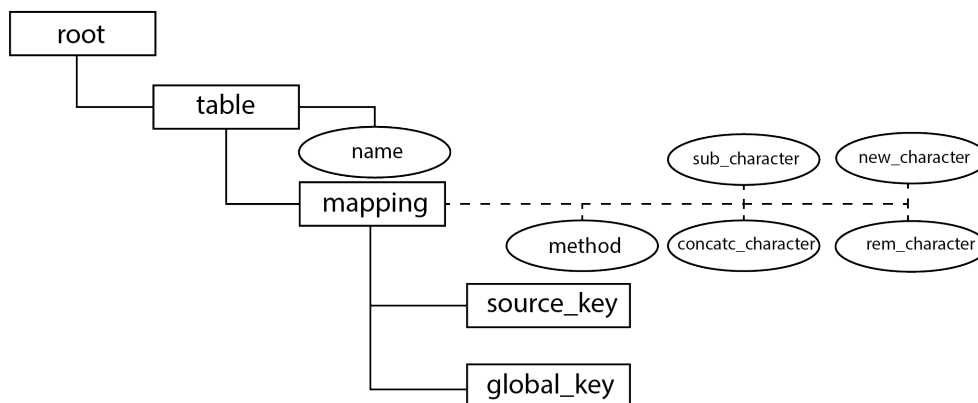 root
table
name
sub_character
new_character
mapping
method
concatc_character
rem_character
source_key
global_key